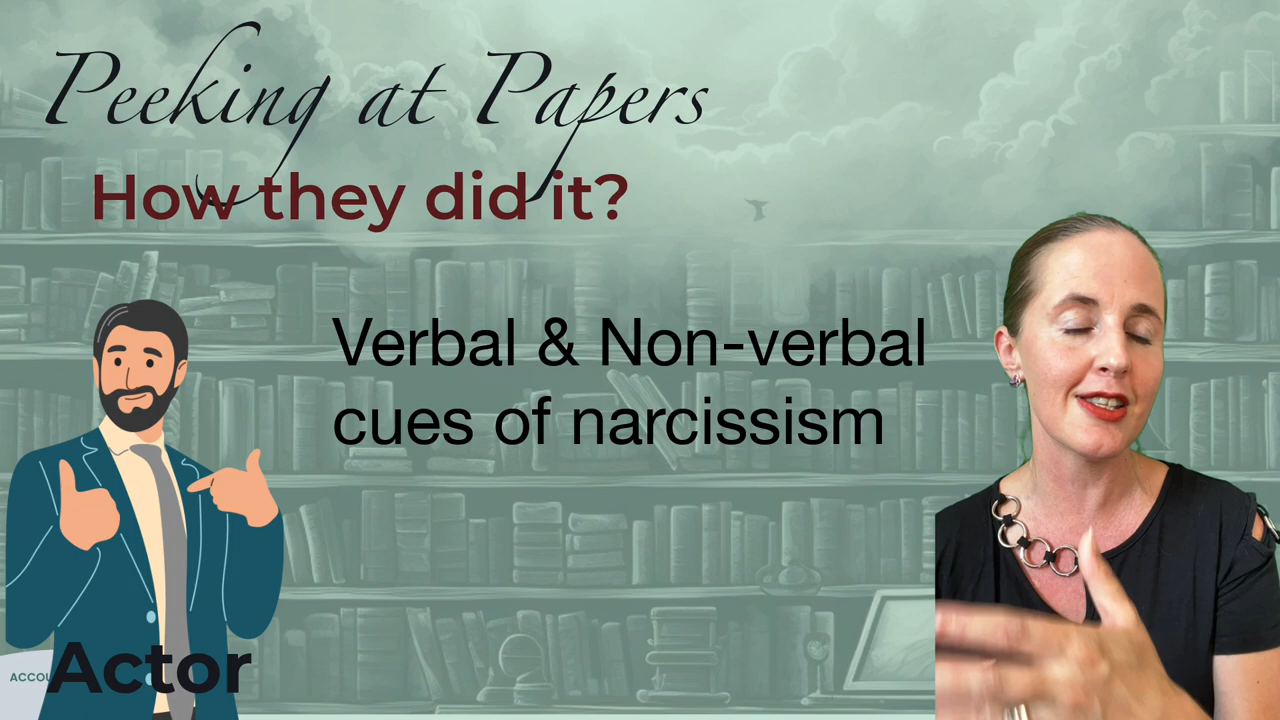 Peeking at Papers
How they did it?
Verbal & Non-verbal
cues of narcissism
Actor